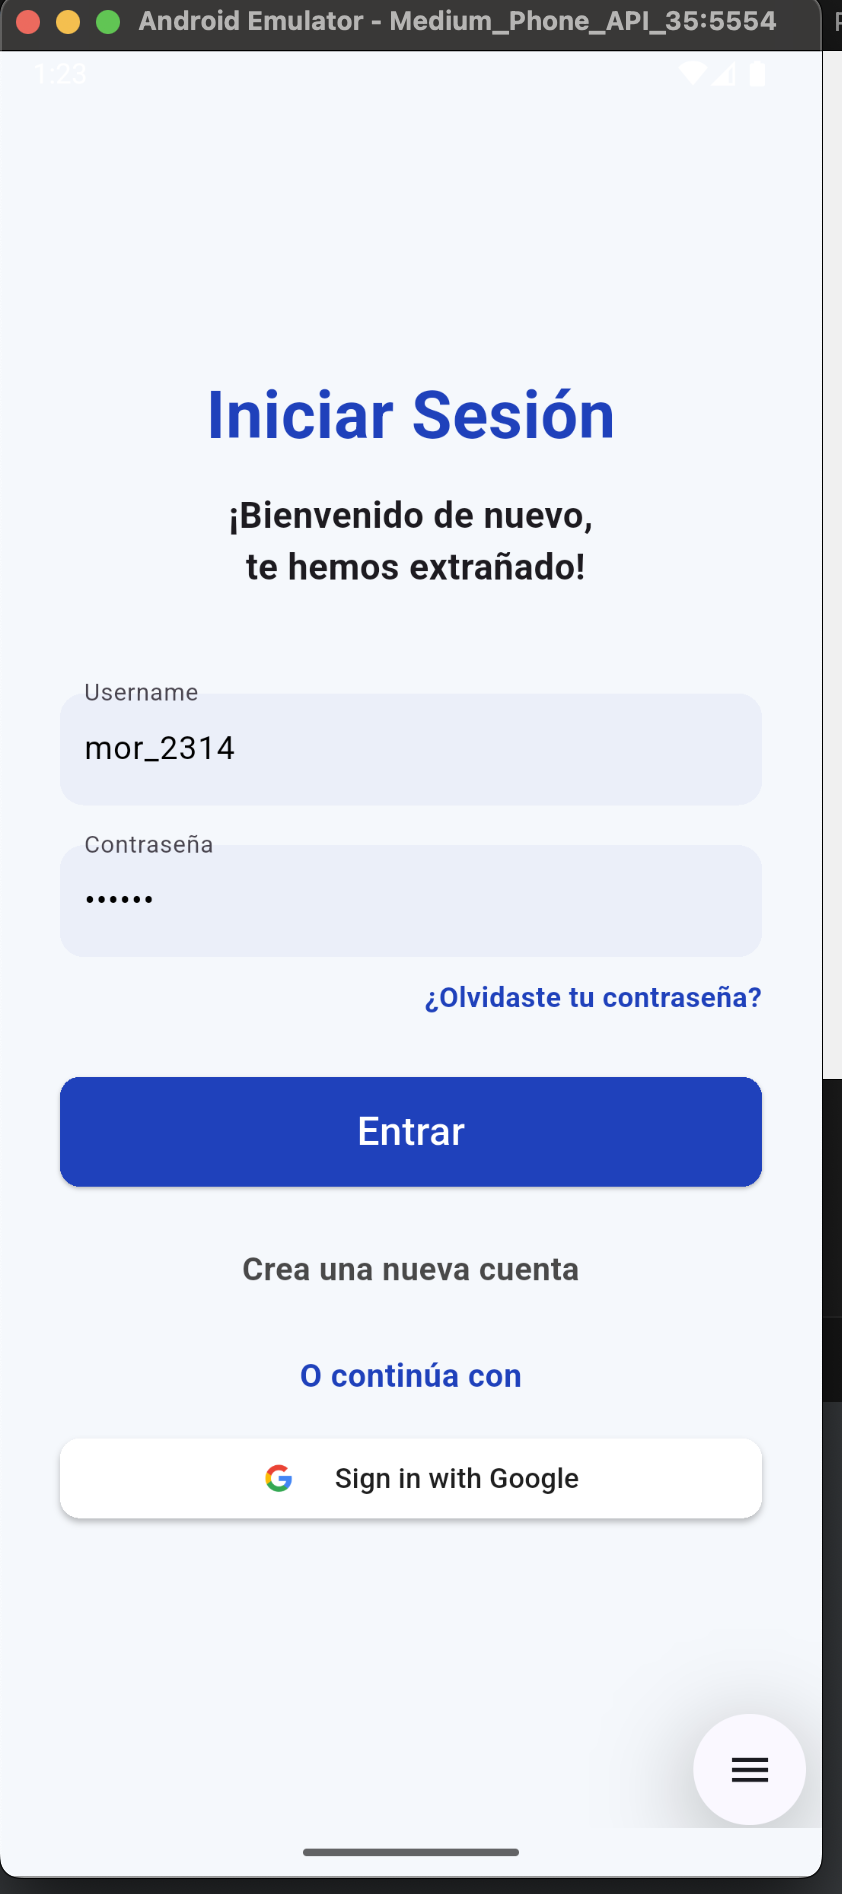 Android Emulator - Medium_Phone_API_35:5554
1:23
Iniciar Sesión
¡Bienvenido de nuevo,
te hemos extrañado!
Username
mor_2314
Contraseña
••••••
¿Olvidaste tu contraseña?
Entrar
Crea una nueva cuenta
O continúa con
Sign in with Google